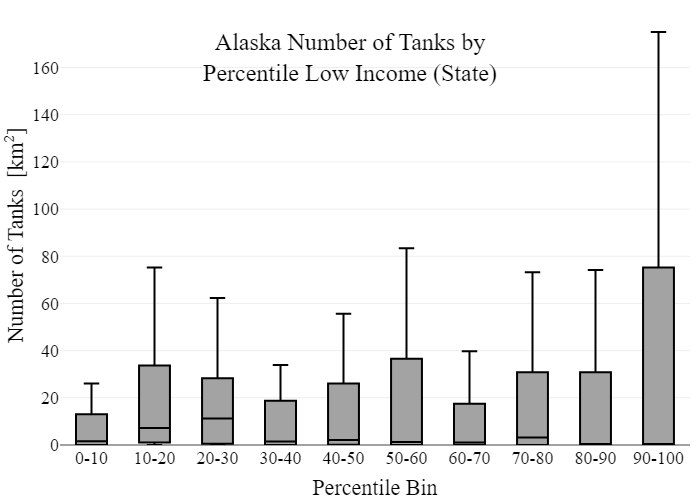 Alaska Number of Tanks by
Percentile Low Income (State)
Number of Tanks [km²]
160
140
120
100
80
60
40
20
0
0-10 10-20 20-30 30-40 40-50 50-60 60-70 70-80 80-90 90-100
Percentile Bin